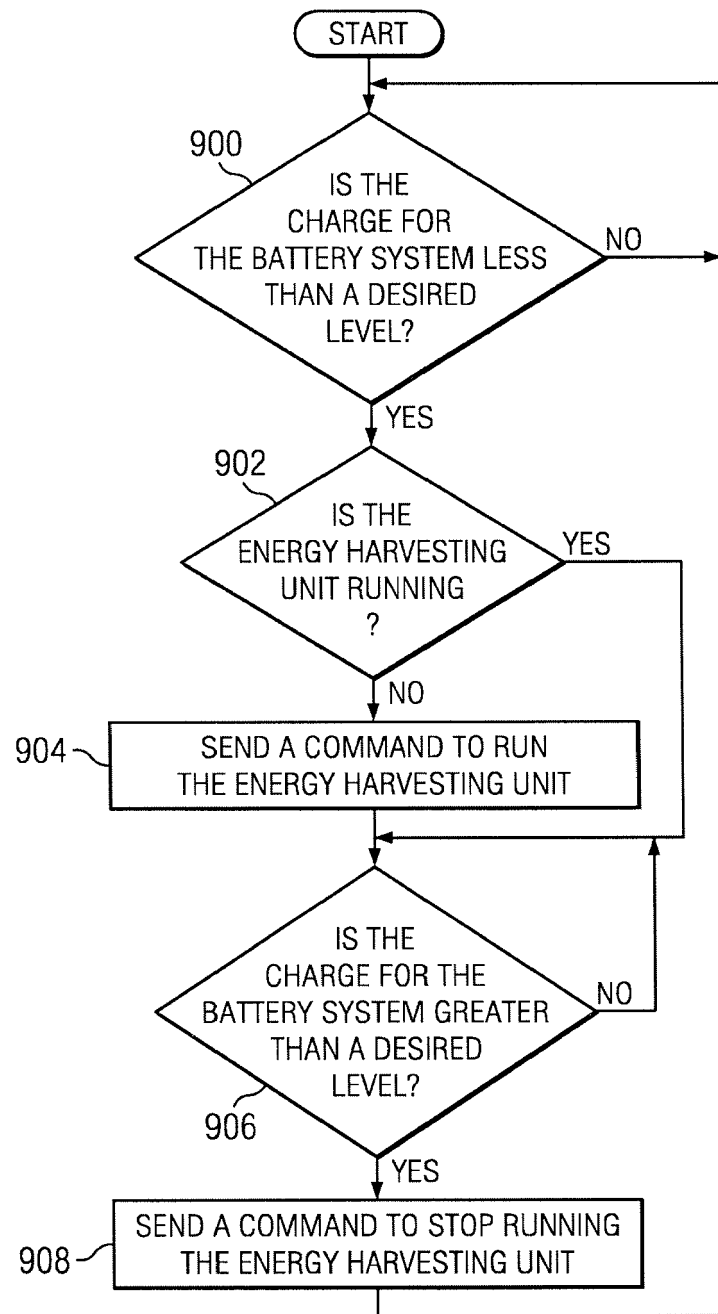 START
900
IS THE
CHARGE FOR
THE BATTERY SYSTEM LESS
THAN A DESIRED
LEVEL?
NO
YES
902
IS THE
ENERGY HARVESTING
UNIT RUNNING
?
YES
NO
904
SEND A COMMAND TO RUN
THE ENERGY HARVESTING UNIT
IS THE
CHARGE FOR THE
BATTERY SYSTEM GREATER
THAN A DESIRED
LEVEL?
NO
906
YES
SEND A COMMAND TO STOP RUNNING
THE ENERGY HARVESTING UNIT
908